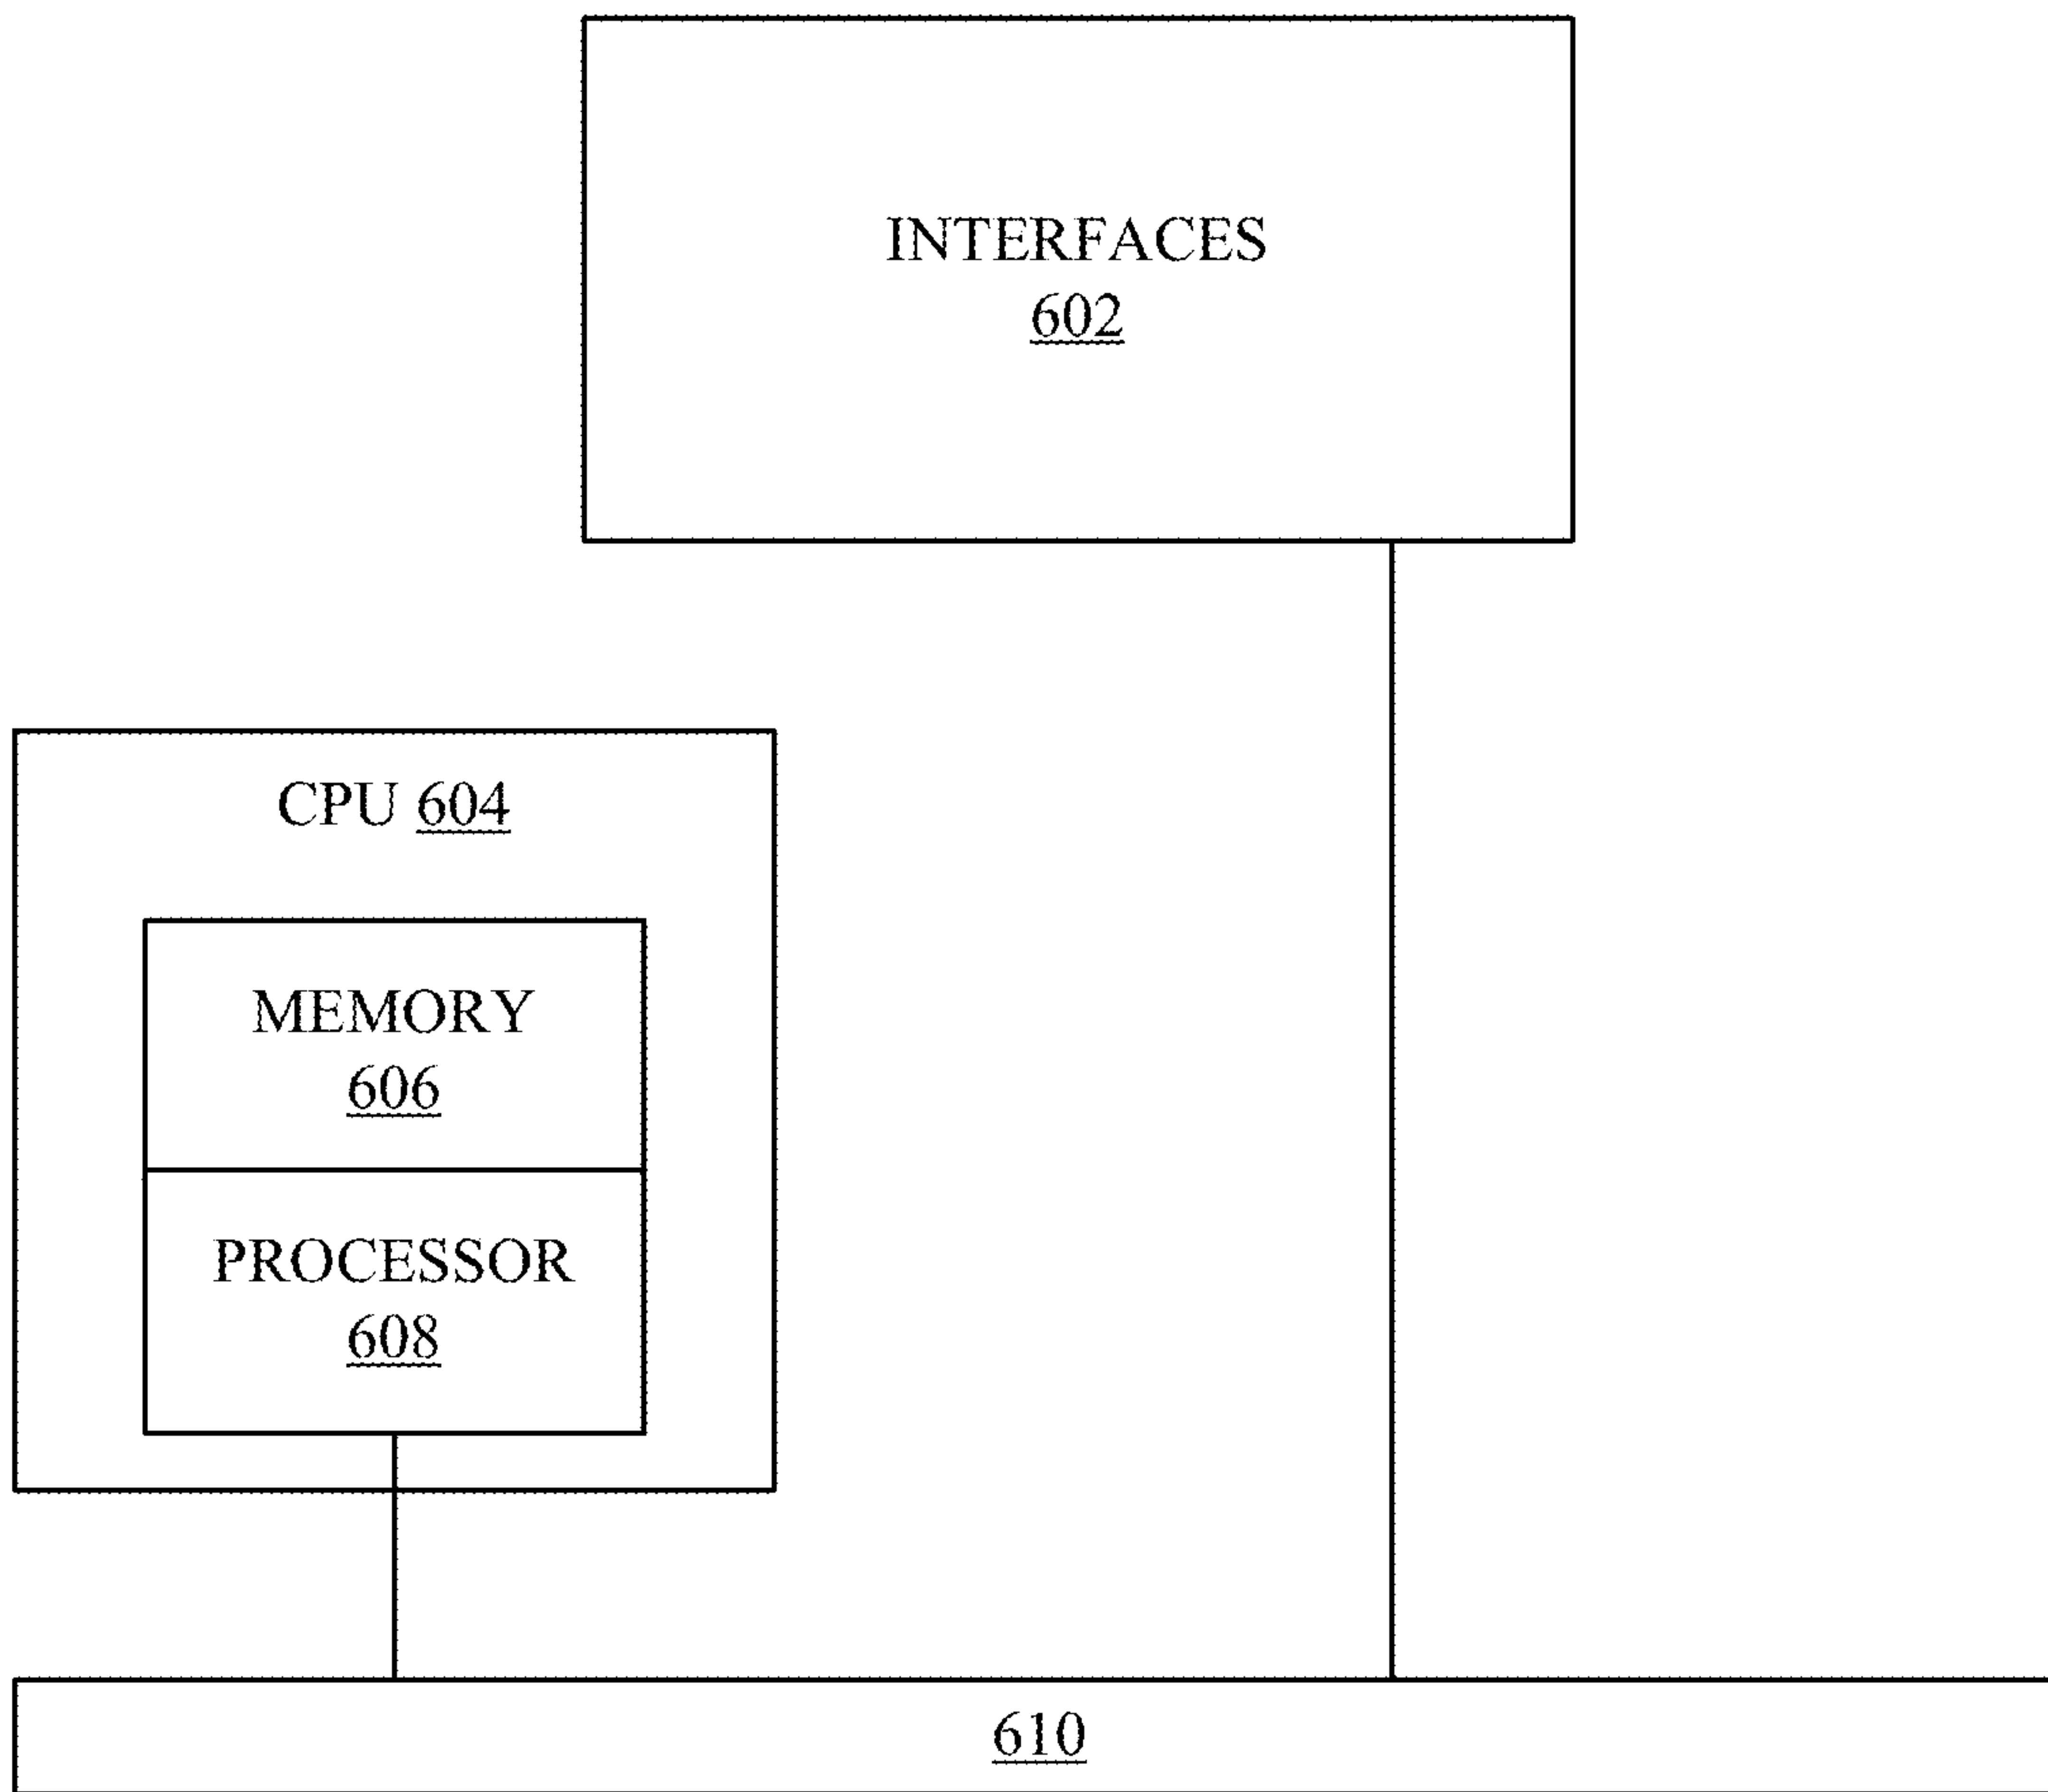 INTERFACES
602
CPU 604
MEMORY
606
PROCESSOR
608
610